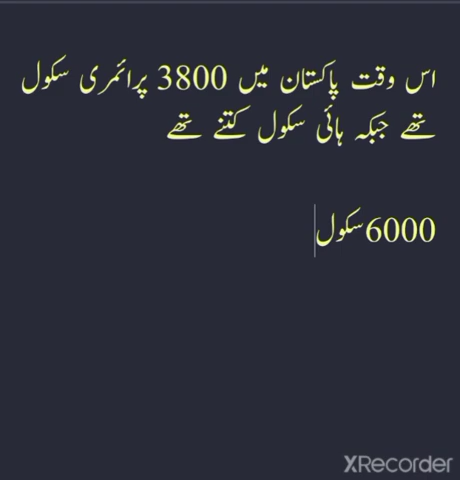 اس وقت پاکستان میں 3800 پرائمری سکول
تھے جبکہ ہائی سکول کتنے تھے
6000سکول
XRecorder